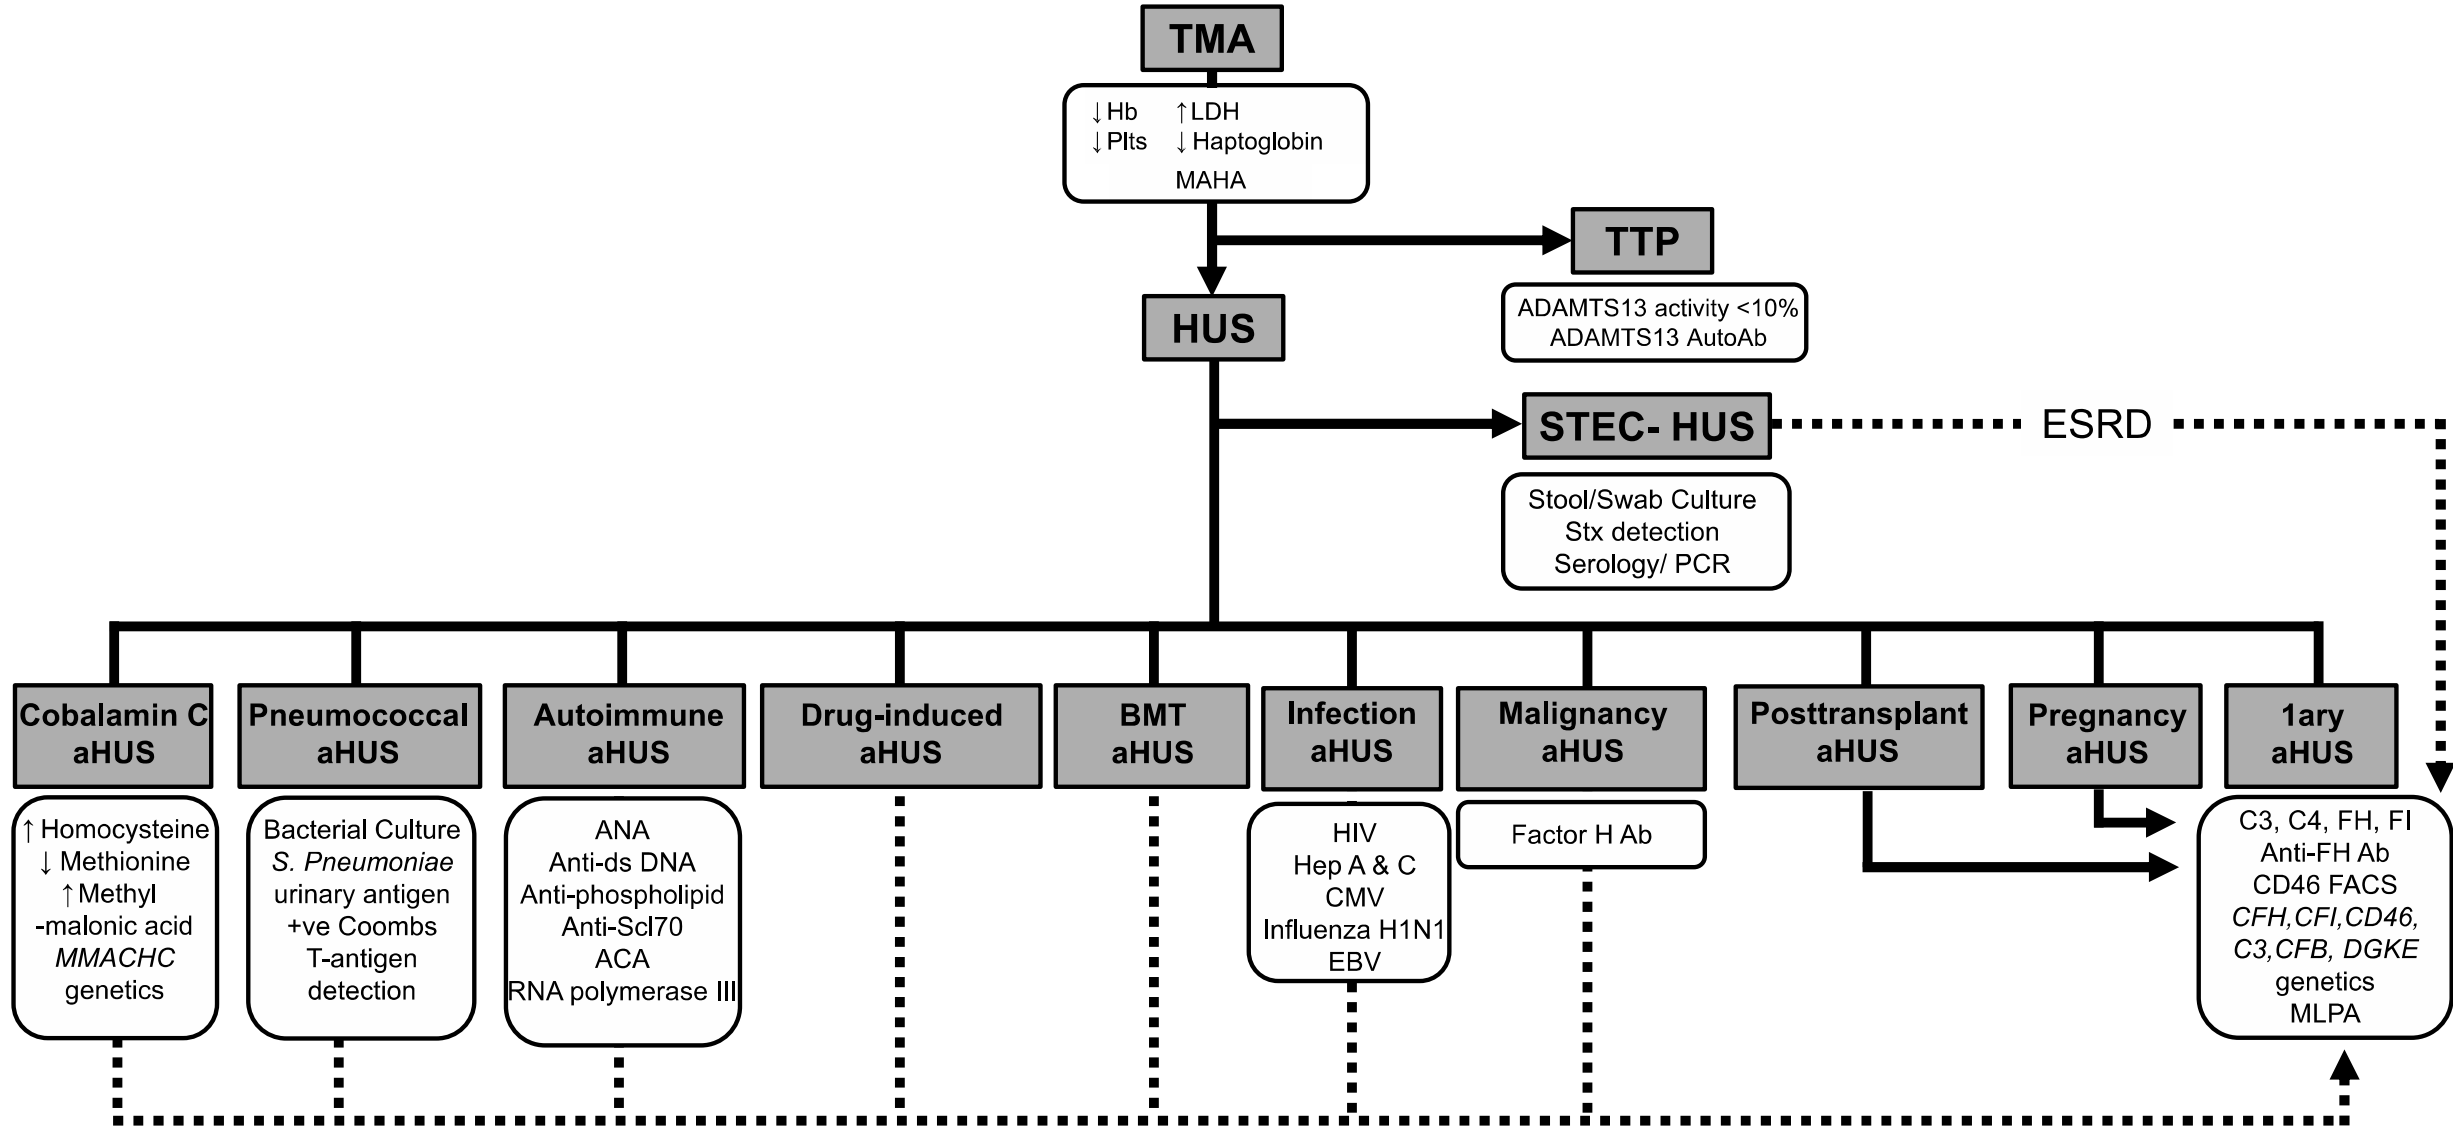 TMA
↓Hb ↑LDH
↓Plts ↓Haptoglobin
MAHA
TTP
ADAMTS13 activity <10%
ADAMTS13 AutoAb
HUS
STEC- HUS
ESRD
Stool/Swab Culture
Stx detection
Serology/ PCR
Cobalamin C
aHUS
↑ Homocysteine
↓ Methionine
↑Methyl
-malonic acid
MMACHC
genetics
Pneumococcal
aHUS
Bacterial Culture
S. Pneumoniae
urinary antigen
+ve Coombs
T-antigen
detection
Autoimmune
aHUS
ANA
Anti-ds DNA
Anti-phospholipid
Anti-Scl70
ACA
RNA polymerase III
Drug-induced
aHUS
BMT
aHUS
Infection
aHUS
HIV
Hep A & C
CMV
Influenza H1N1
EBV
Malignancy
aHUS
Factor H Ab
Posttransplant
aHUS
Pregnancy
aHUS
1ary
aHUS
C3, C4, FH, FI
Anti-FH Ab
CD46 FACS
CFH,CFI,CD46,
C3,CFB, DGKE
genetics
MLPA